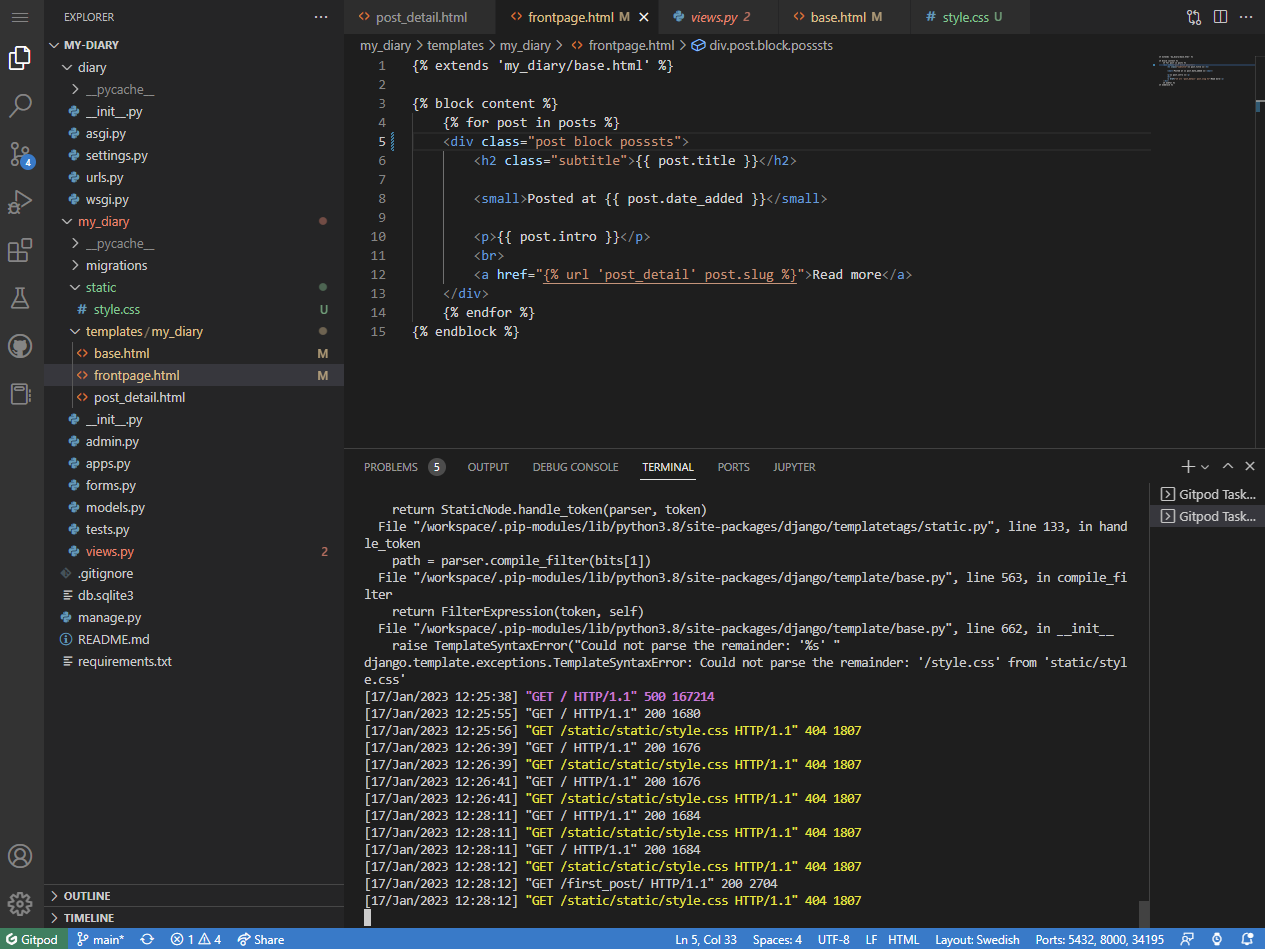 EXPLORER
MY-DIARY
diary
__pycache__
__init__.py
asgi.py
settings.py
urls.py
wsgi.py
my_diary
__pycache__
migrations
static
# style.css U
templates/my_diary
base.html M
frontpage.html M
post_detail.html
__init__.py
admin.py
apps.py
forms.py
models.py
tests.py
views.py 2
.gitignore
db.sqlite3
manage.py
README.md
requirements.txt
OUTLINE
TIMELINE
4
post_detail.html frontpage.html M views.py 2 base.html M # style.css U
my_diary > templates > my_diary > frontpage.html > div.post.block.posssts
1 {% extends 'my_diary/base.html' %}
2
3 {% block content %}
4 {% for post in posts %}
5 <div class="post block posssts">
6 <h2 class="subtitle">{{ post.title }}</h2>
7
8 <small>Posted at {{ post.date_added }}</small>
9
10 <p>{{ post.intro }}</p>
11 <br>
12 <a href="{% url 'post_detail' post.slug %}">Read more</a>
13 </div>
14 {% endfor %}
15 {% endblock %}
PROBLEMS 5 OUTPUT DEBUG CONSOLE TERMINAL PORTS JUPYTER
Gitpod Task...
Gitpod Task...
return StaticNode.handle_token(parser, token)
File "/workspace/.pip-modules/lib/python3.8/site-packages/django/templatetags/static.py", line 133, in hand
le_token
path = parser.compile_filter(bits[1])
File "/workspace/.pip-modules/lib/python3.8/site-packages/django/template/base.py", line 563, in compile_fi
lter
return FilterExpression(token, self)
File "/workspace/.pip-modules/lib/python3.8/site-packages/django/template/base.py", line 662, in __init__
raise TemplateSyntaxError("Could not parse the remainder: '%s' "
django.template.exceptions.TemplateSyntaxError: Could not parse the remainder: '/style.css' from 'static/styl
e.css'
[17/Jan/2023 12:25:38] "GET / HTTP/1.1" 500 167214
[17/Jan/2023 12:25:55] "GET / HTTP/1.1" 200 1680
[17/Jan/2023 12:25:56] "GET /static/static/style.css HTTP/1.1" 404 1807
[17/Jan/2023 12:26:39] "GET / HTTP/1.1" 200 1676
[17/Jan/2023 12:26:39] "GET /static/static/style.css HTTP/1.1" 404 1807
[17/Jan/2023 12:26:41] "GET / HTTP/1.1" 200 1676
[17/Jan/2023 12:26:41] "GET /static/static/style.css HTTP/1.1" 404 1807
[17/Jan/2023 12:28:11] "GET / HTTP/1.1" 200 1684
[17/Jan/2023 12:28:11] "GET /static/static/style.css HTTP/1.1" 404 1807
[17/Jan/2023 12:28:11] "GET / HTTP/1.1" 200 1684
[17/Jan/2023 12:28:12] "GET /static/static/style.css HTTP/1.1" 404 1807
[17/Jan/2023 12:28:12] "GET /first_post/ HTTP/1.1" 200 2704
[17/Jan/2023 12:28:12] "GET /static/static/style.css HTTP/1.1" 404 1807
Gitpod main* 1 4 Share Ln 5, Col 33 Spaces: 4 UTF-8 LF HTML Layout: Swedish Ports: 5432, 8000, 34195